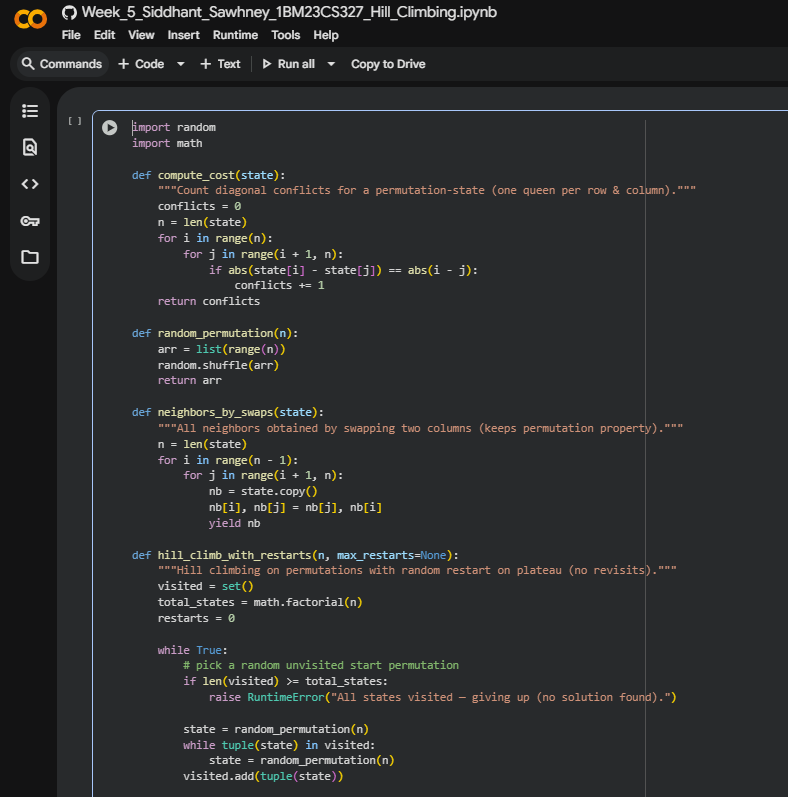 Week_5_Siddhant_Sawhney_1BM23CS327_Hill_Climbing.ipynb
File Edit View Insert Runtime Tools Help
Commands + Code + Text Run all Copy to Drive
[ ]
import random
import math

def compute_cost(state):
    """Count diagonal conflicts for a permutation-state (one queen per row & column)."""
    conflicts = 0
    n = len(state)
    for i in range(n):
        for j in range(i + 1, n):
            if abs(state[i] - state[j]) == abs(i - j):
                conflicts += 1
    return conflicts

def random_permutation(n):
    arr = list(range(n))
    random.shuffle(arr)
    return arr

def neighbors_by_swaps(state):
    """All neighbors obtained by swapping two columns (keeps permutation property)."""
    n = len(state)
    for i in range(n - 1):
        for j in range(i + 1, n):
            nb = state.copy()
            nb[i], nb[j] = nb[j], nb[i]
            yield nb

def hill_climb_with_restarts(n, max_restarts=None):
    """Hill climbing on permutations with random restart on plateau (no revisits)."""
    visited = set()
    total_states = math.factorial(n)
    restarts = 0

    while True:
        # pick a random unvisited start permutation
        if len(visited) >= total_states:
            raise RuntimeError("All states visited — giving up (no solution found).")

        state = random_permutation(n)
        while tuple(state) in visited:
            state = random_permutation(n)
        visited.add(tuple(state))